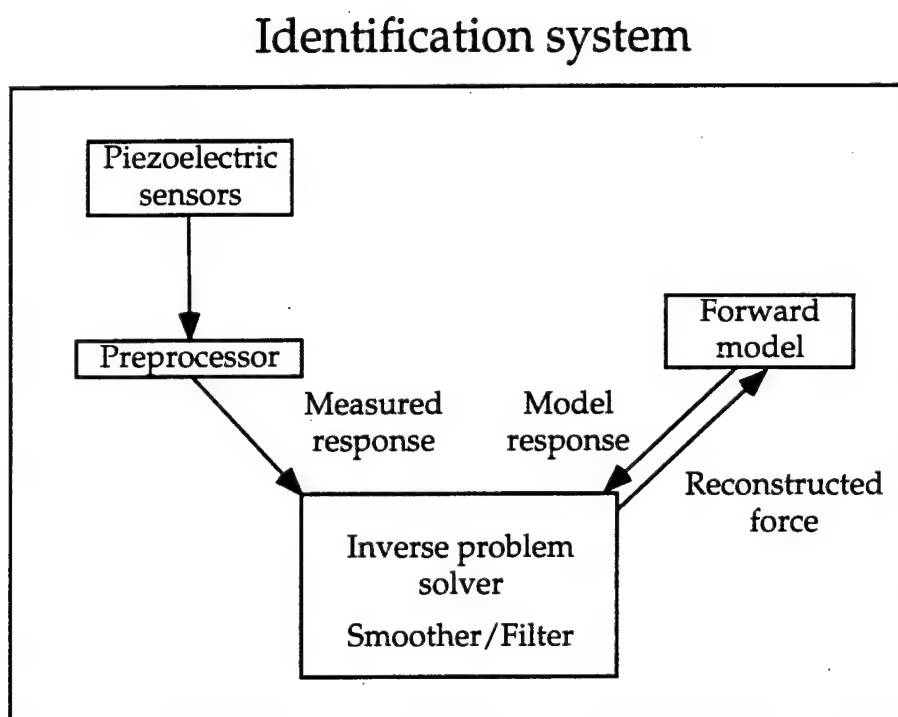 Identification system
Piezoelectric
sensors
Preprocessor
Forward
model
Measured
response
Model
response
Reconstructed
force
Inverse problem
solver
Smoother/Filter